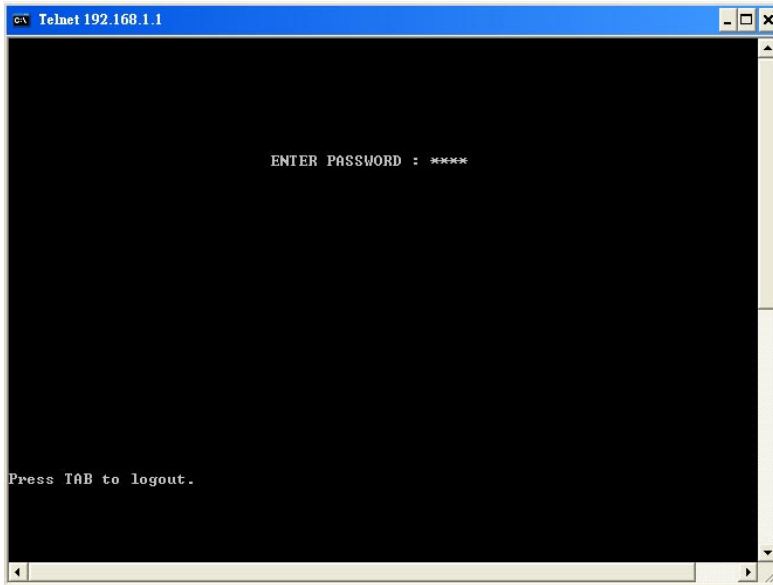 Telnet 192.168.1.1
ENTER PASSWORD : ****
Press TAB to logout.